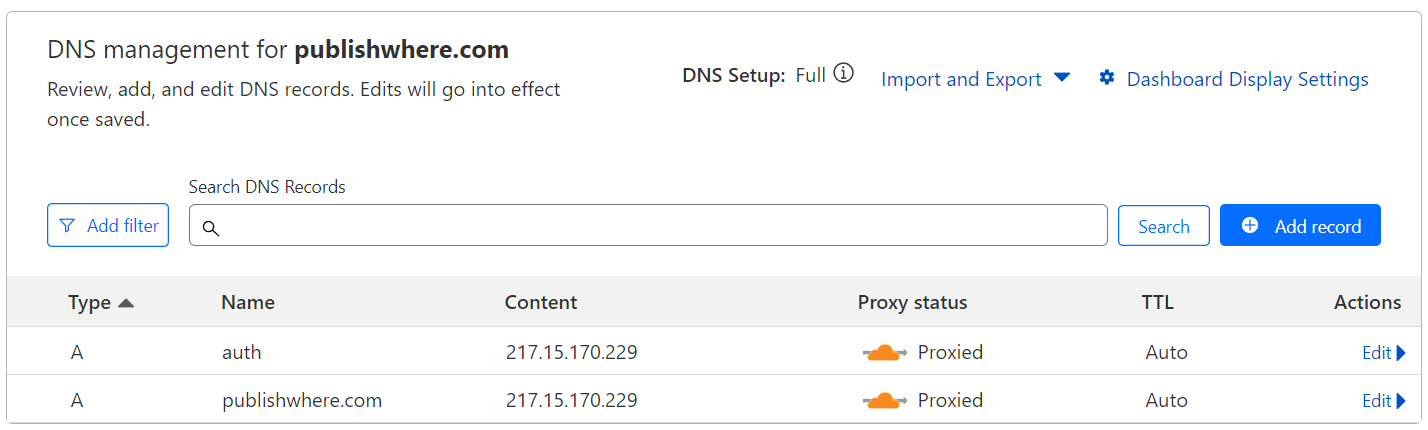 DNS management for publishwhere.com
Review, add, and edit DNS records. Edits will go into effect
once saved.
DNS Setup: Full
Import and Export
Dashboard Display Settings
Search DNS Records
Add filter
Search
Add record
Type Name Content Proxy status TTL Actions
A auth 217.15.170.229 Proxied Auto Edit
A publishwhere.com 217.15.170.229 Proxied Auto Edit